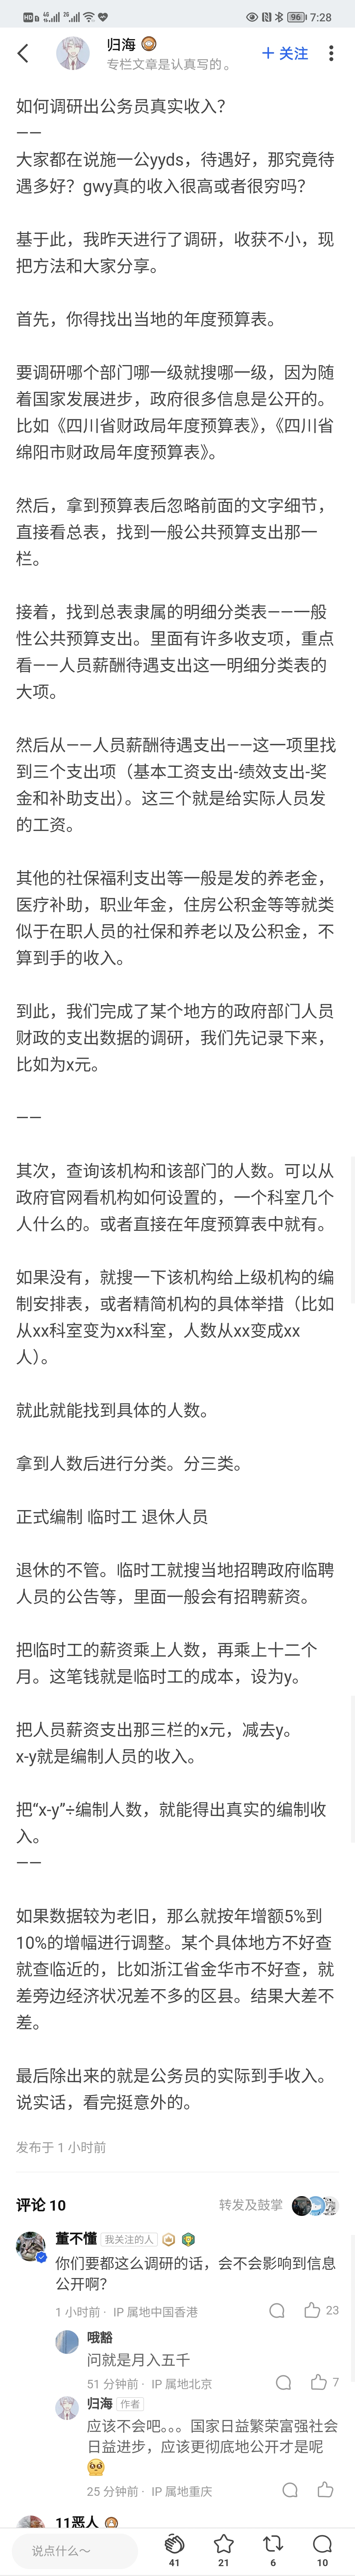 HD 4G 2G 96 7:28
归海
专栏文章是认真写的。
+ 关注
如何调研出公务员真实收入？
——
大家都在说施一公yyds，待遇好，那究竟待
遇多好？gwy真的收入很高或者很穷吗？
基于此，我昨天进行了调研，收获不小，现
把方法和大家分享。
首先，你得找出当地的年度预算表。
要调研哪个部门哪一级就搜哪一级，因为随
着国家发展进步，政府很多信息是公开的。
比如《四川省财政局年度预算表》，《四川省
绵阳市财政局年度预算表》。
然后，拿到预算表后忽略前面的文字细节，
直接看总表，找到一般公共预算支出那一
栏。
接着，找到总表隶属的明细分类表——一般
性公共预算支出。里面有许多收支项，重点
看——人员薪酬待遇支出这一明细分类表的
大项。
然后从——人员薪酬待遇支出——这一项里找
到三个支出项（基本工资支出-绩效支出-奖
金和补助支出）。这三个就是给实际人员发
的工资。
其他的社保福利支出等一般是发的养老金，
医疗补助，职业年金，住房公积金等等就类
似于在职人员的社保和养老以及公积金，不
算到手的收入。
到此，我们完成了某个地方的政府部门人员
财政的支出数据的调研，我们先记录下来，
比如为x元。
——
其次，查询该机构和该部门的人数。可以从
政府官网看机构如何设置的，一个科室几个
人什么的。或者直接在年度预算表中就有。
如果没有，就搜一下该机构给上级机构的编
制安排表，或者精简机构的具体举措（比如
从xx科室变为xx科室，人数从xx变成xx
人）。
就此就能找到具体的人数。
拿到人数后进行分类。分三类。
正式编制 临时工 退休人员
退休的不管。临时工就搜当地招聘政府临聘
人员的公告等，里面一般会有招聘薪资。
把临时工的薪资乘上人数，再乘上十二个
月。这笔钱就是临时工的成本，设为y。
把人员薪资支出那三栏的x元，减去y。
x-y就是编制人员的收入。
把“x-y”÷编制人数，就能得出真实的编制收
入。
——
如果数据较为老旧，那么就按年增额5%到
10%的增幅进行调整。某个具体地方不好查
就查临近的，比如浙江省金华市不好查，就
差旁边经济状况差不多的区县。结果大差不
差。
最后除出来的就是公务员的实际到手收入。
说实话，看完挺意外的。
发布于 1 小时前
评论 10
转发及鼓掌
董不懂 我关注的人
你们要都这么调研的话，会不会影响到信息
公开啊？
1 小时前 · IP 属地中国香港
23
哦豁
问就是月入五千
51 分钟前 · IP 属地北京
7
归海 作者
应该不会吧。。。国家日益繁荣富强社会
日益进步，应该更彻底地公开才是呢
25 分钟前 · IP 属地重庆
11恶人
说点什么～
41
21
6
10